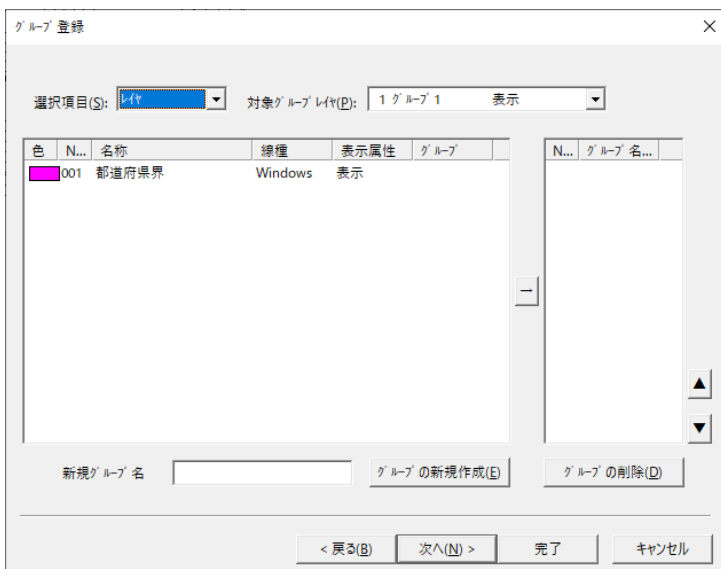 ｸﾞﾙｰﾌﾟ登録
選択項目(S): ﾚｲﾔ 対象ｸﾞﾙｰﾌﾟﾚｲﾔ(P): 1 ｸﾞﾙｰﾌﾟ1 表示
色 N... 名称 線種 表示属性 ｸﾞﾙｰﾌﾟ N... ｸﾞﾙｰﾌﾟ名...
001 都道府県界 Windows 表示
→
▲
▼
新規ｸﾞﾙｰﾌﾟ名 ｸﾞﾙｰﾌﾟの新規作成(E) ｸﾞﾙｰﾌﾟの削除(D)
< 戻る(B) 次へ(N) > 完了 キャンセル